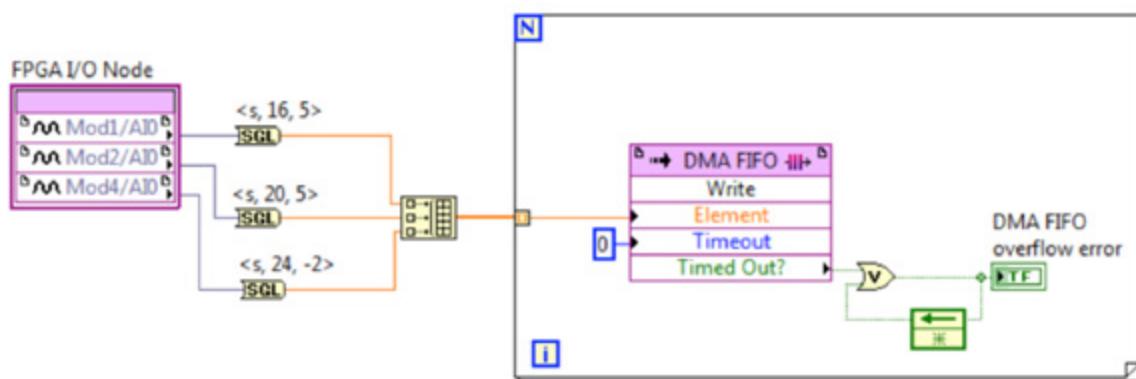 N
FPGA I/O Node
Mod1/AI0
Mod2/AI0
Mod4/AI0
<s, 16, 5>
SGL
<s, 20, 5>
SGL
<s, 24, -2>
SGL
DMA FIFO
Write
Element
0 Timeout
Timed Out?
V
DMA FIFO
overflow error
TF
i